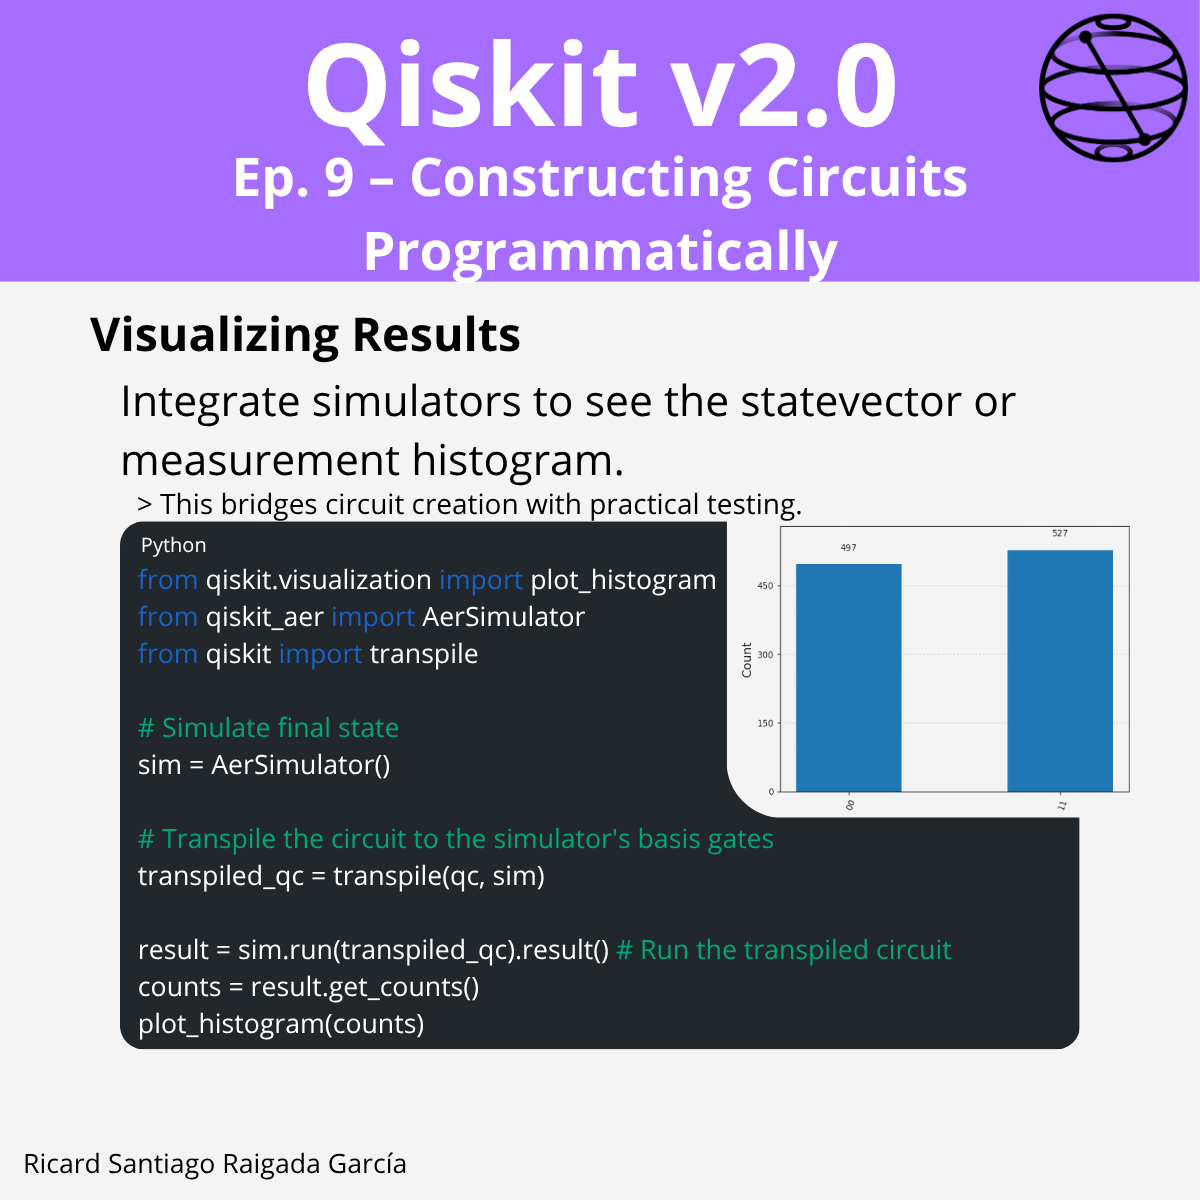 Qiskit v2.0
Ep. 9 – Constructing Circuits
Programmatically
Visualizing Results
Integrate simulators to see the statevector or
measurement histogram.
> This bridges circuit creation with practical testing.
Python
from qiskit.visualization import plot_histogram
from qiskit_aer import AerSimulator
from qiskit import transpile
# Simulate final state
sim = AerSimulator()
# Transpile the circuit to the simulator's basis gates
transpiled_qc = transpile(qc, sim)
result = sim.run(transpiled_qc).result() # Run the transpiled circuit
counts = result.get_counts()
plot_histogram(counts)
527
497
450
300
Count
150
0
00
11
Ricard Santiago Raigada García